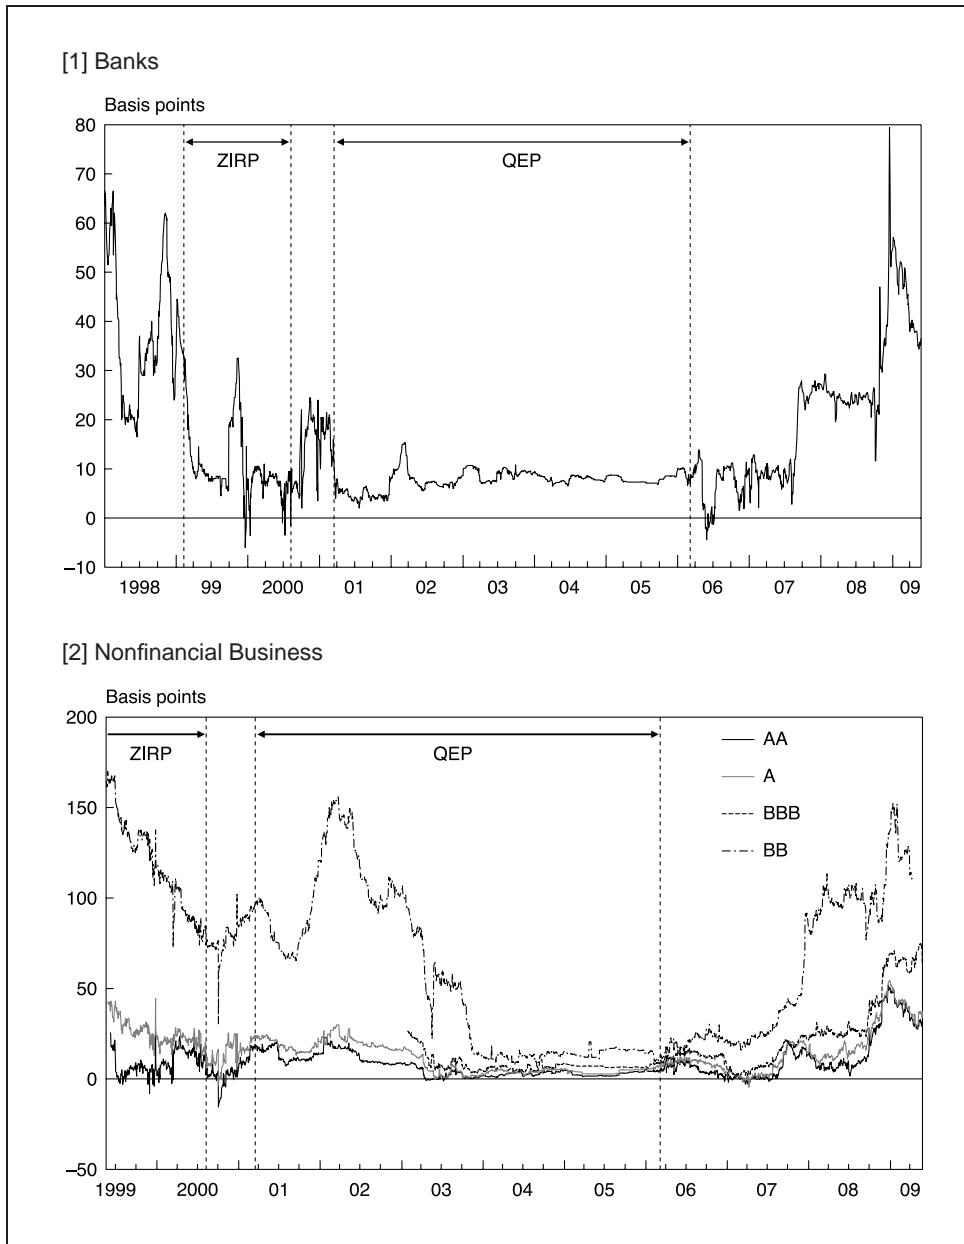 [1] Banks
Basis points
80
70
60
50
40
30
20
10
0
–10
ZIRP
QEP
1998 99 2000 01 02 03 04 05 06 07 08 09
[2] Nonfinancial Business
Basis points
200
150
100
50
0
–50
ZIRP
QEP
AA
A
BBB
BB
1999 2000 01 02 03 04 05 06 07 08 09